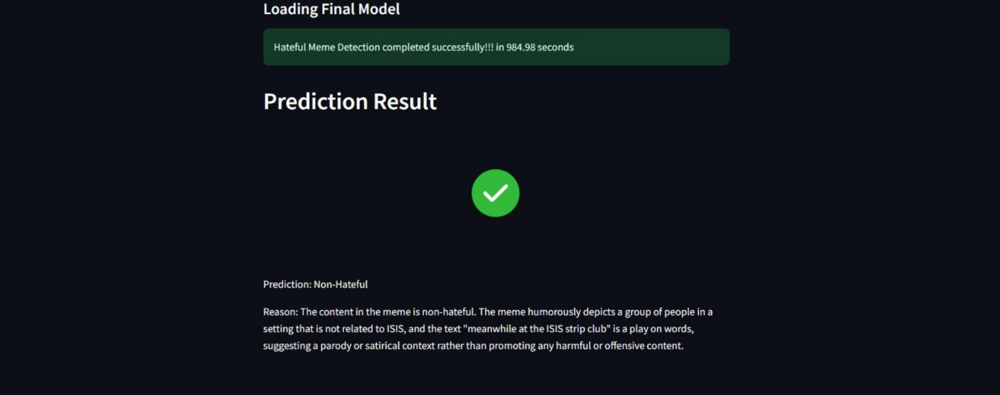 Loading Final Model
Hateful Meme Detection completed successfully!!! in 984.98 seconds
Prediction Result
Prediction: Non-Hateful
Reason: The content in the meme is non-hateful. The meme humorously depicts a group of people in a
setting that is not related to ISIS, and the text "meanwhile at the ISIS strip club" is a play on words,
suggesting a parody or satirical context rather than promoting any harmful or offensive content.